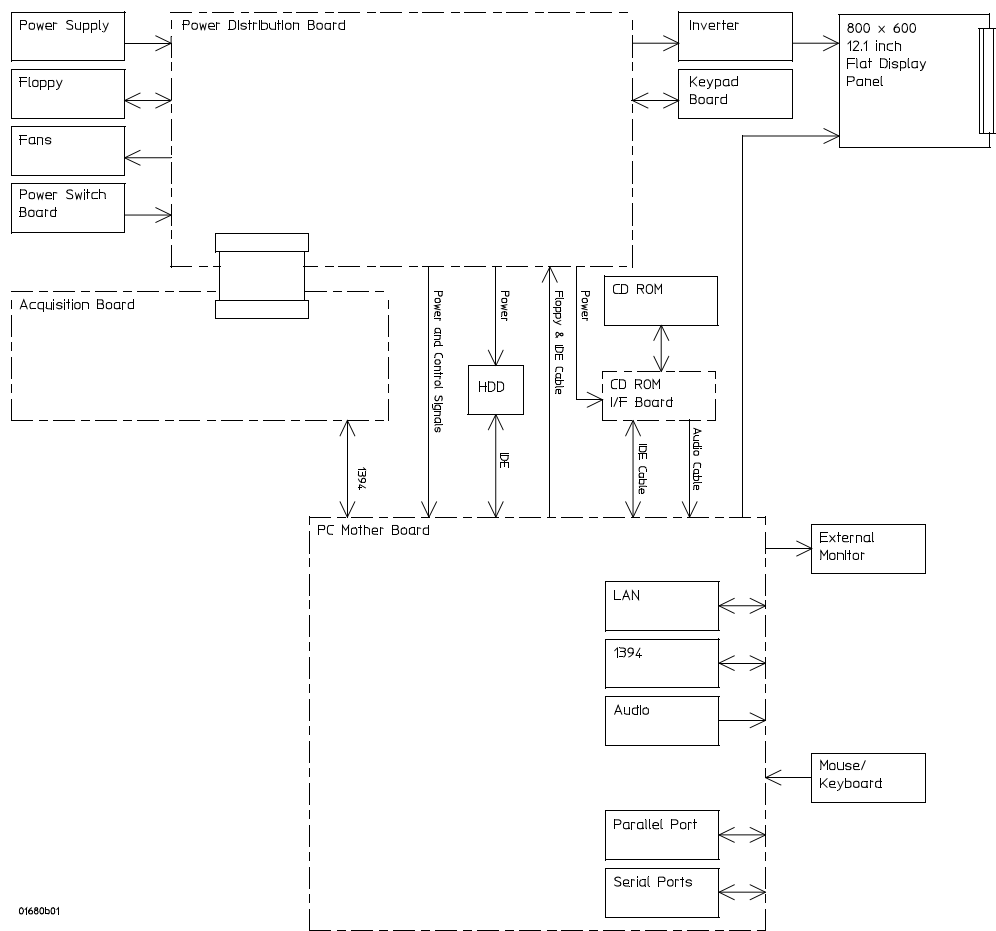 Power Supply
Power Distribution Board
Inverter
800 x 600
12.1 inch
Flat Display
Panel
Floppy
Keypad
Board
Fans
Power Switch
Board
Acquisition Board
Power and Control Signals
Power
Floppy & IDE Cable
Power
CD ROM
HDD
CD ROM
I/F Board
1394
IDE
IDE Cable
Audio Cable
PC Mother Board
External
Monitor
LAN
1394
Audio
Mouse/
Keyboard
Parallel Port
Serial Ports
01680b01